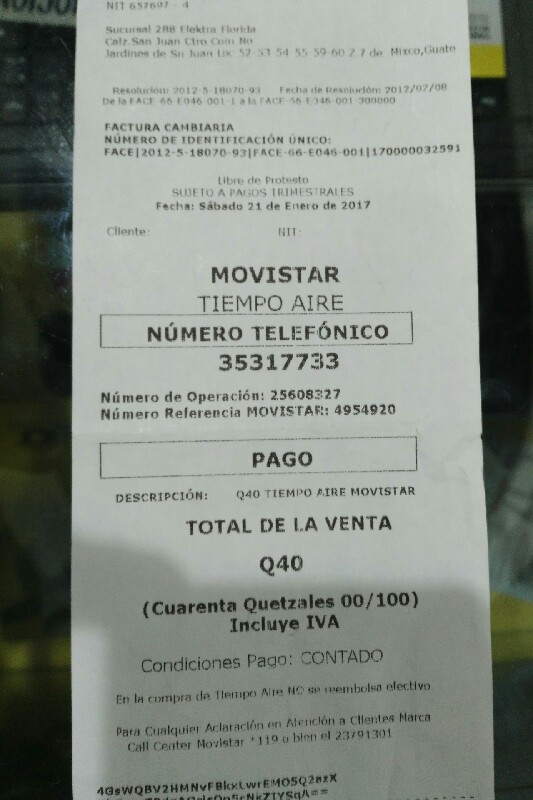 NIT 657697 - 4
Sucursal 288 Elektra Florida
Calz.San Juan Ctro Com No
Jardines de Sn Juan Loc 52-53 54-55-59-60 Z.7 de Mixco,Guate
Resolución: 2012-5-18070-93 Fecha de Resolución: 2012/07/08
De la FACE-66-E046-001-1 a la FACE-66-E046-001-300000
FACTURA CAMBIARIA
NÚMERO DE IDENTIFICACIÓN ÚNICO:
FACE|2012-5-18070-93|FACE-66-E046-001|170000032591
Libre de Protesto
SUJETO A PAGOS TRIMESTRALES
Fecha: Sábado 21 de Enero de 2017
Cliente: NIT:
MOVISTAR
TIEMPO AIRE
NÚMERO TELEFÓNICO
35317733
Número de Operación: 25608327
Número Referencia MOVISTAR: 4954920
PAGO
DESCRIPCIÓN: Q40 TIEMPO AIRE MOVISTAR
TOTAL DE LA VENTA
Q40
(Cuarenta Quetzales 00/100)
Incluye IVA
Condiciones Pago: CONTADO
En la compra de Tiempo Aire NO se reembolsa efectivo
Para Cualquier Aclaración en Atención a Clientes Marca
Call Center Movistar *119 o bien el 23791301
4GsWQBV2HMNvFBkxLwrEMO5Q2azX